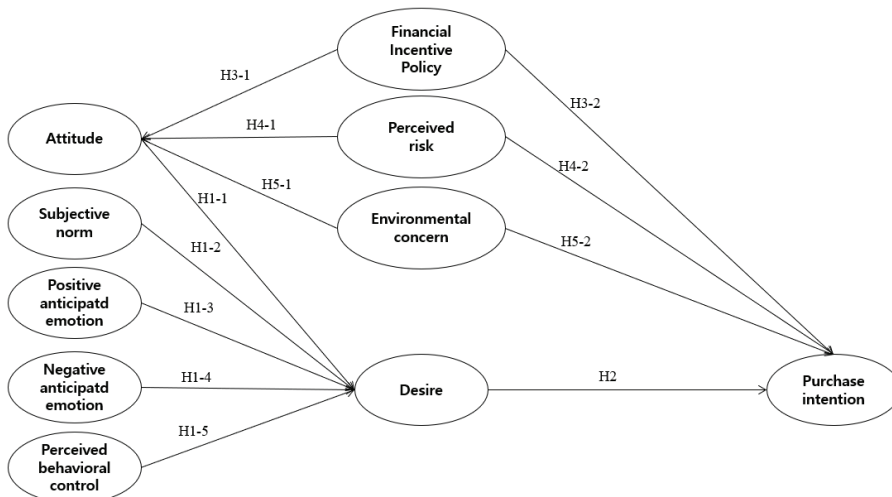 Financial
Incentive
Policy
H3-1
H3-2
Attitude
H4-1
Perceived
risk
H4-2
H5-1
H1-1
Subjective
norm
Environmental
concern
H1-2
H5-2
Positive
anticipatd
emotion
H1-3
Negative
anticipatd
emotion
H1-4
Desire
H2
Purchase
intention
H1-5
Perceived
behavioral
control